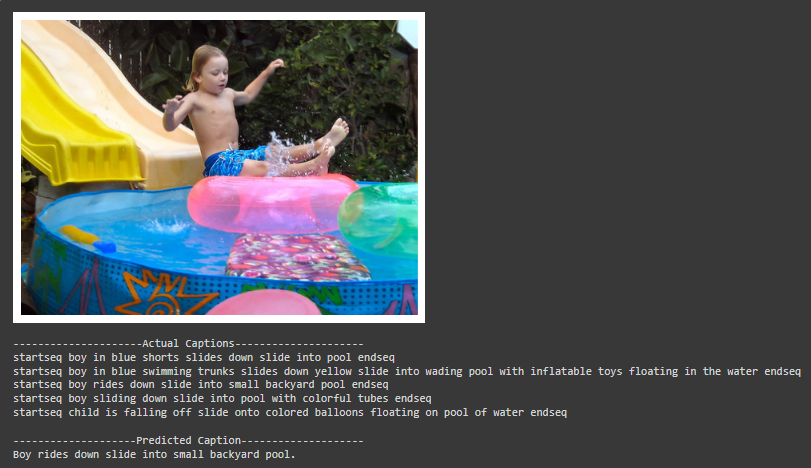 ---------------------Actual Captions---------------------
startseq boy in blue shorts slides down slide into pool endseq
startseq boy in blue swimming trunks slides down yellow slide into wading pool with inflatable toys floating in the water endseq
startseq boy rides down slide into small backyard pool endseq
startseq boy sliding down slide into pool with colorful tubes endseq
startseq child is falling off slide onto colored balloons floating on pool of water endseq
--------------------Predicted Caption--------------------
Boy rides down slide into small backyard pool.